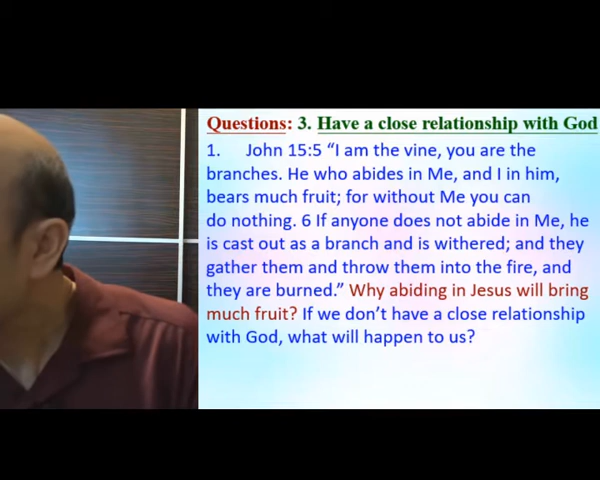 Questions: 3. Have a close relationship with God
1. John 15:5 “I am the vine, you are the
branches. He who abides in Me, and I in him,
bears much fruit; for without Me you can
do nothing. 6 If anyone does not abide in Me, he
is cast out as a branch and is withered; and they
gather them and throw them into the fire, and
they are burned.” Why abiding in Jesus will bring
much fruit? If we don’t have a close relationship
with God, what will happen to us?